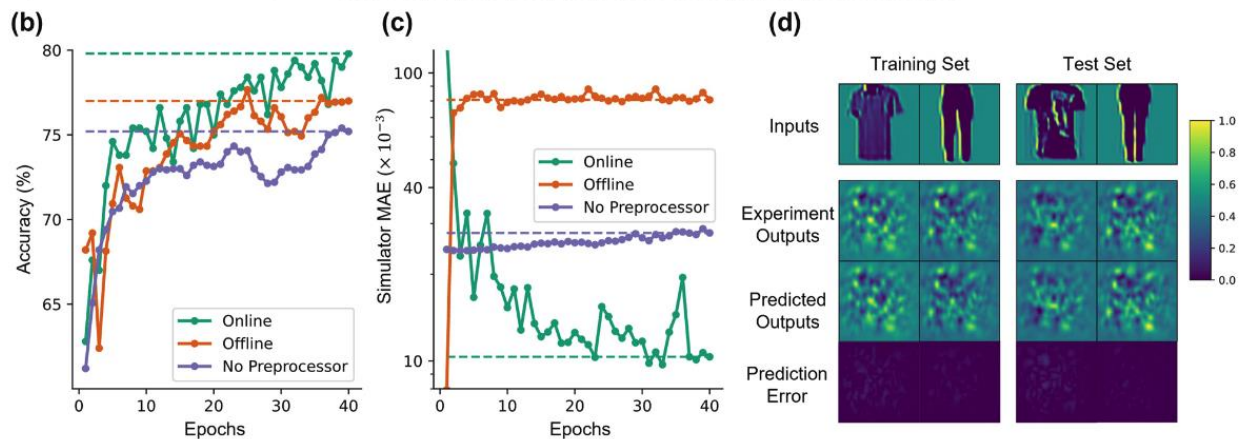 (b)
80
75
70
65
Accuracy (%)
0 10 20 30 40
Epochs
Online
Offline
No Preprocessor
(c)
100
40
10
Simulator MAE (× 10⁻³)
0 10 20 30 40
Epochs
Online
Offline
No Preprocessor
(d)
Training Set Test Set
Inputs
Experiment
Outputs
Predicted
Outputs
Prediction
Error
1.0
0.8
0.6
0.4
0.2
0.0